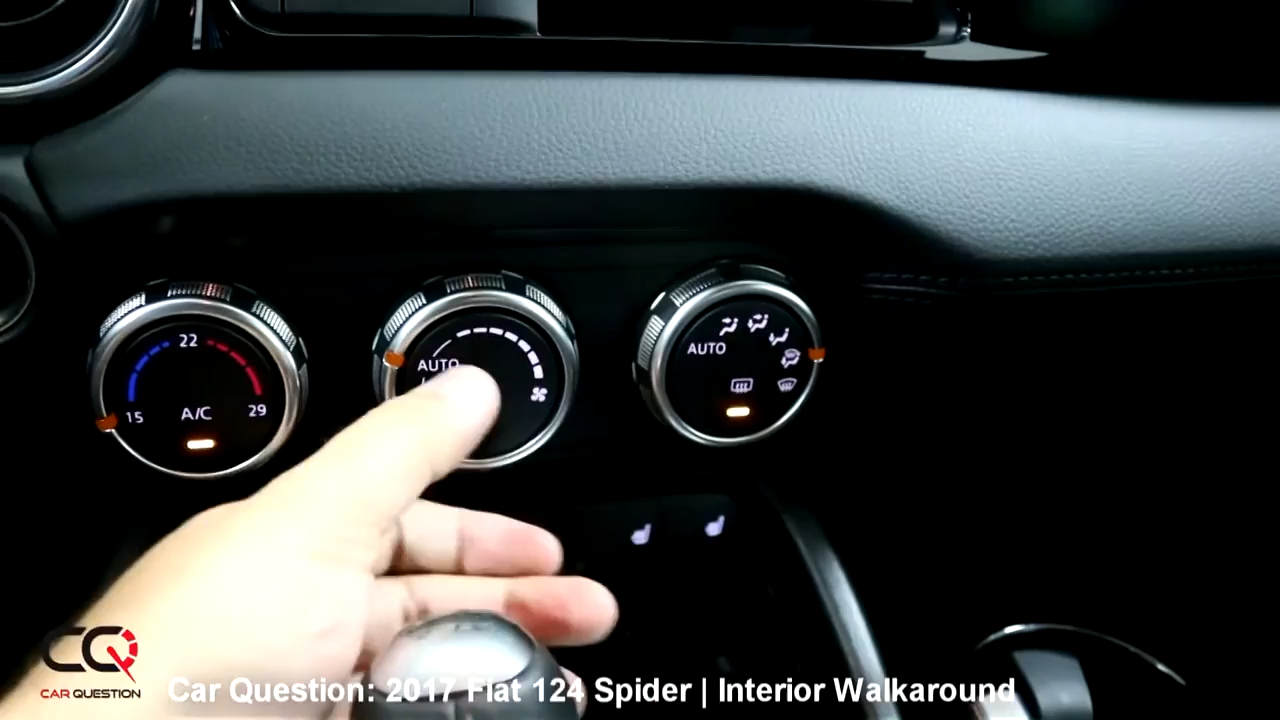 22
15
29
A/C
AUTO
AUTO
CQ
CAR QUESTION
Car Question: 2017 Fiat 124 Spider | Interior Walkaround